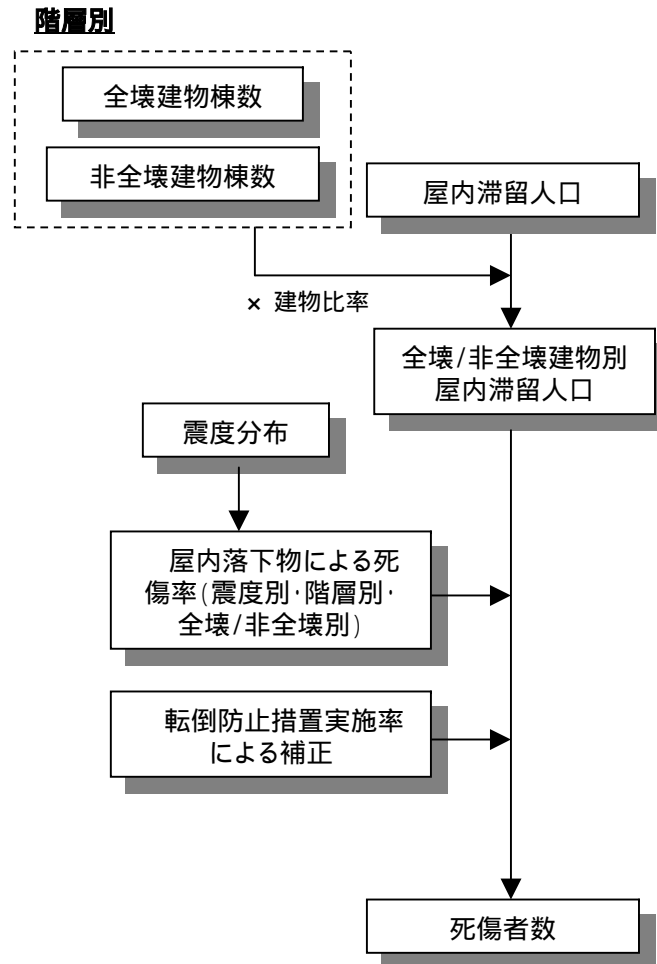 階層別
全壊建物棟数
非全壊建物棟数
屋内滞留人口
× 建物比率
全壊/非全壊建物別
屋内滞留人口
震度分布
屋内落下物による死
傷率(震度別･階層別･
全壊/非全壊別)
転倒防止措置実施率
による補正
死傷者数